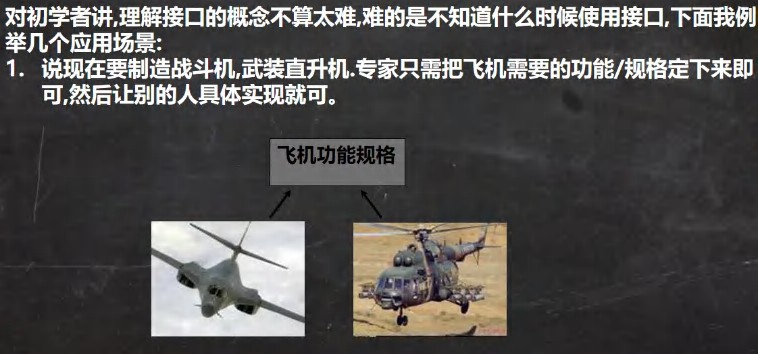 对初学者讲,理解接口的概念不算太难,难的是不知道什么时候使用接口,下面我例
举几个应用场景:
1. 说现在要制造战斗机,武装直升机.专家只需把飞机需要的功能/规格定下来即
可,然后让别的人具体实现就可。
飞机功能规格